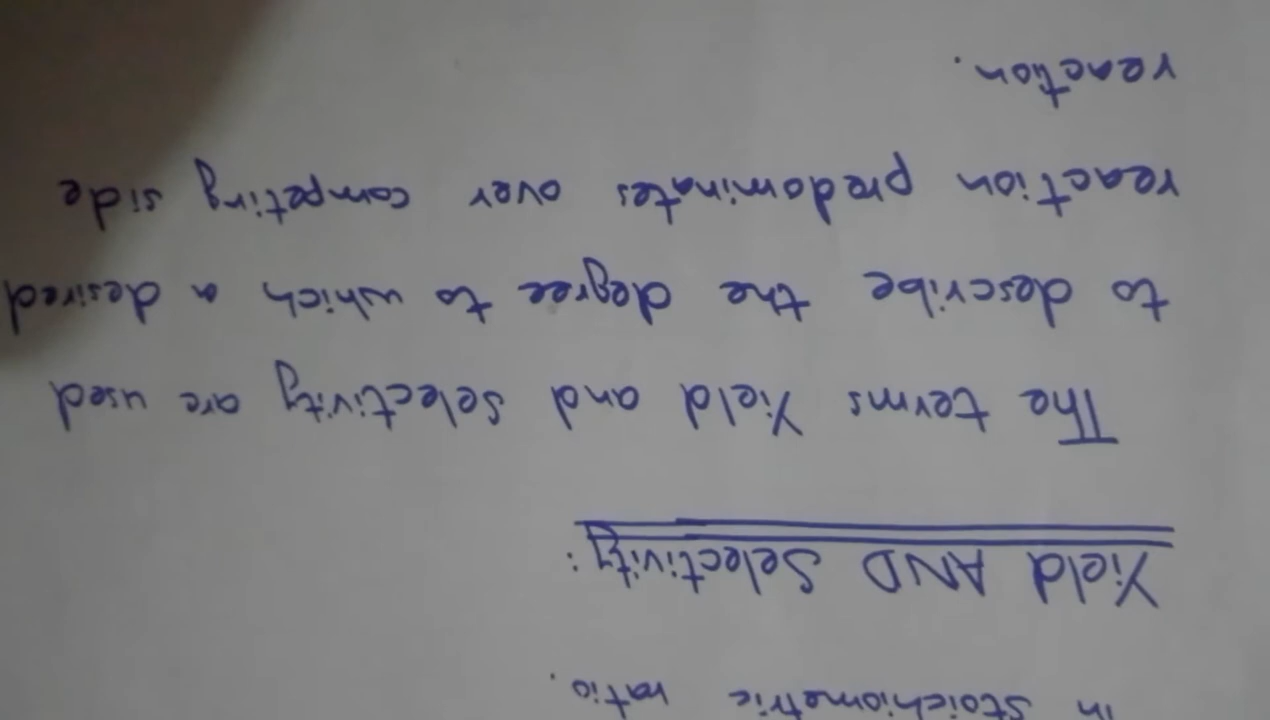 in stoichiometric ratio.
Yield AND Selectivity:
The terms Yield and selectivity are used
to describe the degree to which a desired
reaction predominates over competing side
reaction.